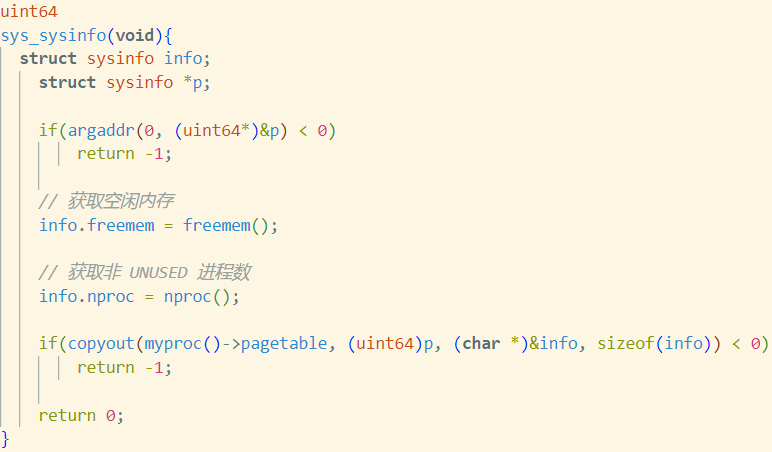 uint64
sys_sysinfo(void){
struct sysinfo info;
struct sysinfo *p;
if(argaddr(0, (uint64*)&p) < 0)
return -1;
// 获取空闲内存
info.freemem = freemem();
// 获取非 UNUSED 进程数
info.nproc = nproc();
if(copyout(myproc()->pagetable, (uint64)p, (char *)&info, sizeof(info)) < 0)
return -1;
return 0;
}